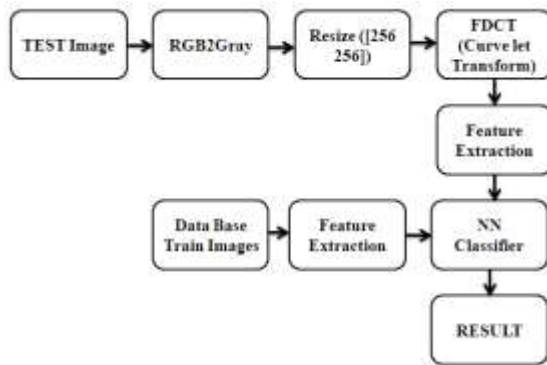 TEST Image
RGB2Gray
Resize ([256
256])
FDCT
(Curve let
Transform)
Feature
Extraction
Data Base
Train Images
Feature
Extraction
NN
Classifier
RESULT